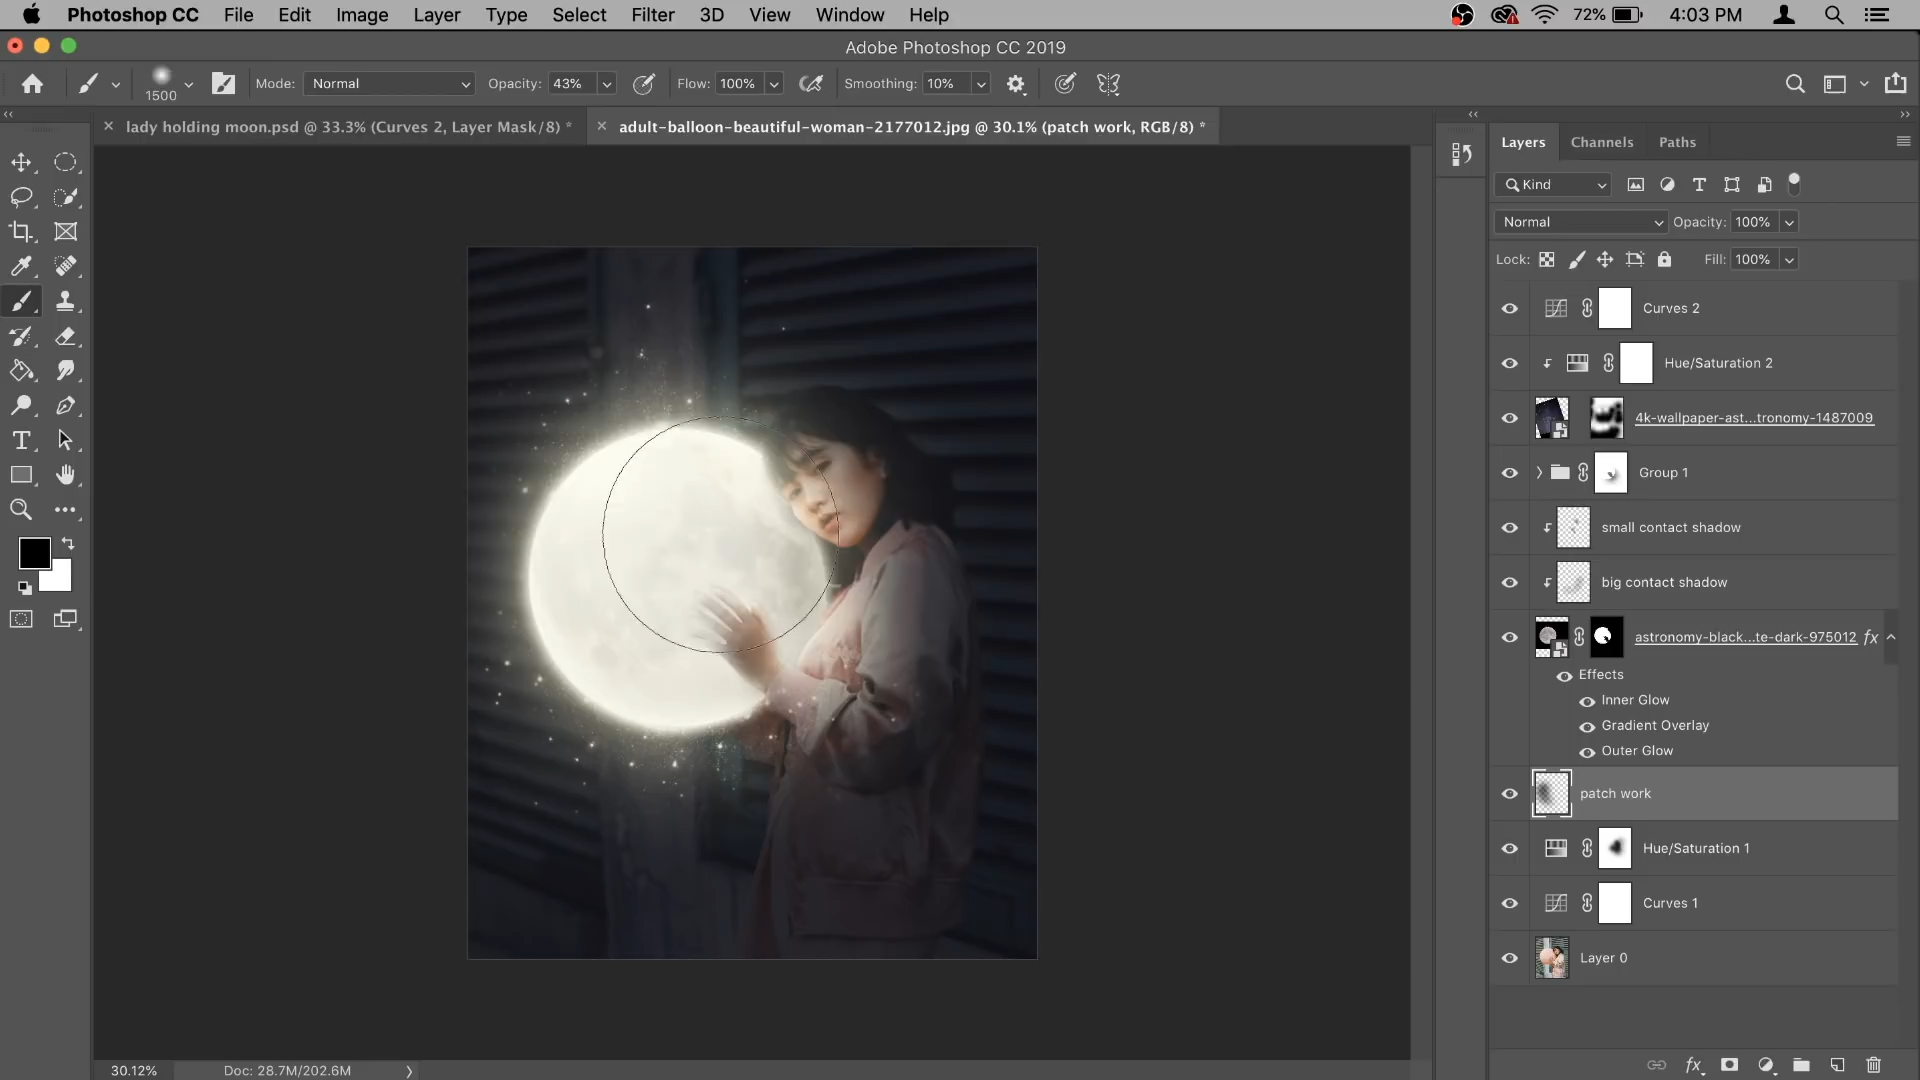 Photoshop CC File Edit Image Layer Type Select Filter 3D View Window Help 72% 4:03 PM
Adobe Photoshop CC 2019
1500 Mode: Normal Opacity: 43% Flow: 100% Smoothing: 10%
lady holding moon.psd @ 33.3% (Curves 2, Layer Mask/8) * adult-balloon-beautiful-woman-2177012.jpg @ 30.1% (patch work, RGB/8) *
Layers Channels Paths
Kind
Normal Opacity: 100%
Lock: Fill: 100%
Curves 2
Hue/Saturation 2
4k-wallpaper-ast...tronomy-1487009
Group 1
small contact shadow
big contact shadow
astronomy-black...te-dark-975012 fx
Effects
Inner Glow
Gradient Overlay
Outer Glow
patch work
Hue/Saturation 1
Curves 1
Layer 0
30.12% Doc: 28.7M/202.6M
fx